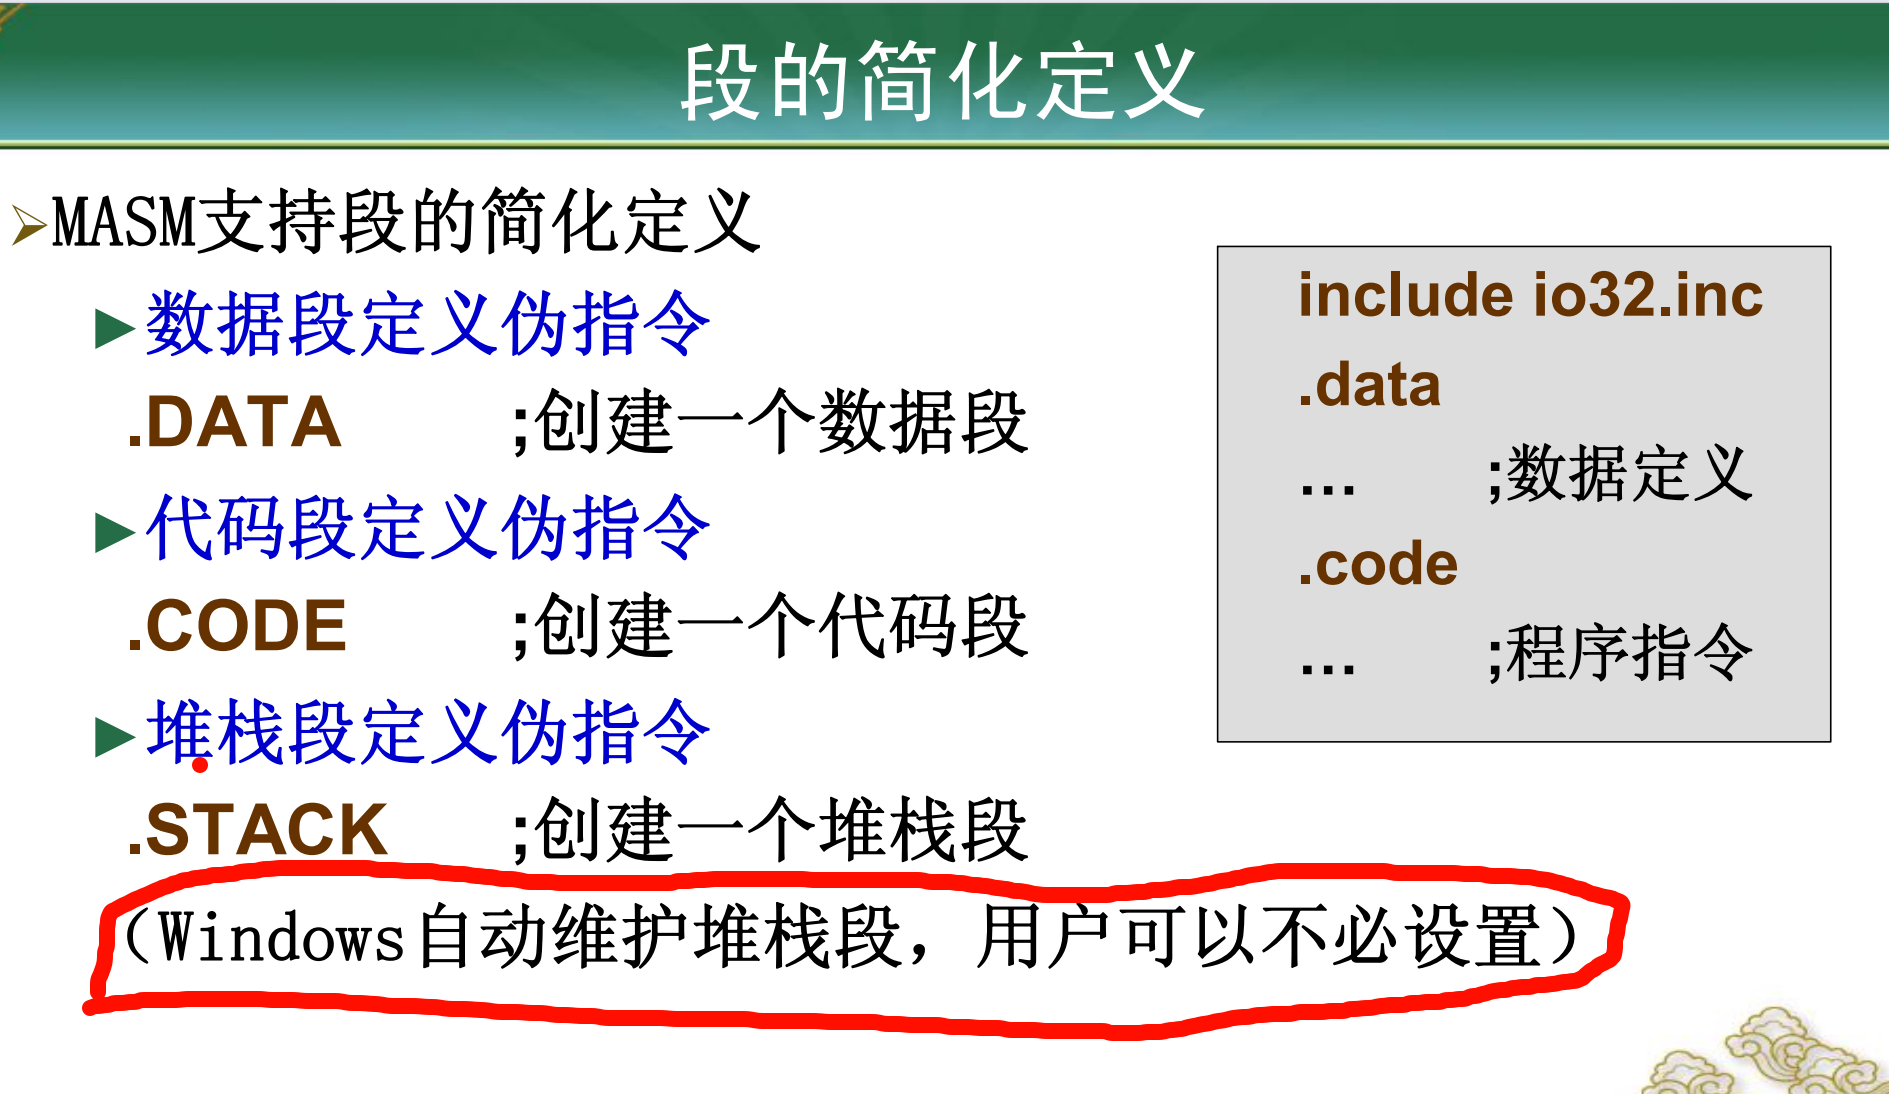 段的简化定义
MASM支持段的简化定义
数据段定义伪指令
.DATA ;创建一个数据段
代码段定义伪指令
.CODE ;创建一个代码段
堆栈段定义伪指令
.STACK ;创建一个堆栈段
（Windows自动维护堆栈段，用户可以不必设置）
include io32.inc
.data
… ;数据定义
.code
… ;程序指令